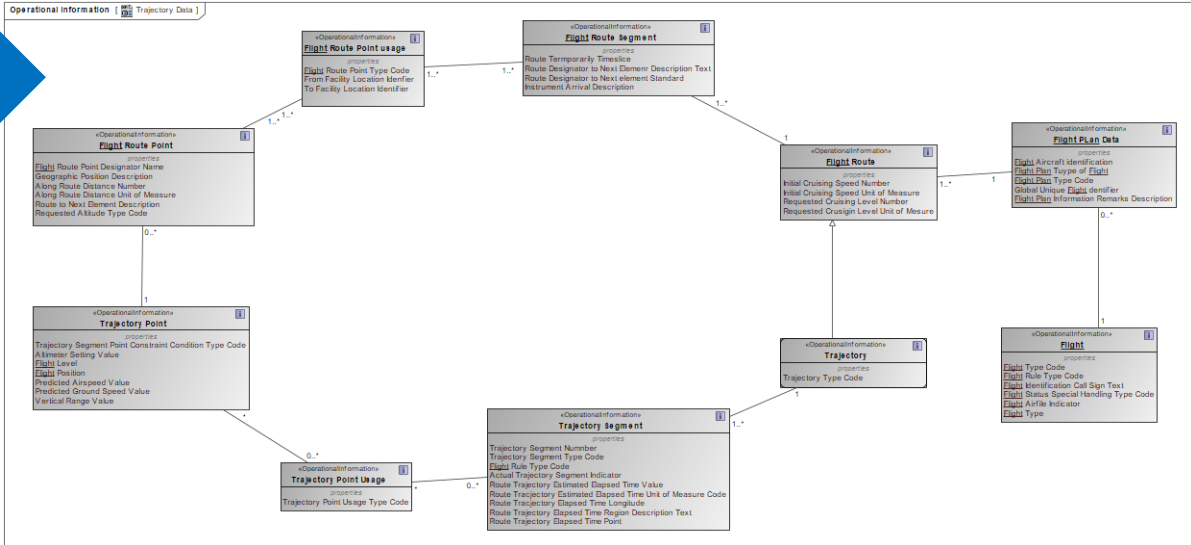 Operational Information [ Trajectory Data ]
«OperationalInformation»
Flight Route Point usage
properties
Flight Route Point Type Code
From Facility Location Idenfier
To Facility Location Identifier
1..*
1..*
1..*
1..*
«OperationalInformation»
Flight Route Segment
properties
Route Termporarily Timeslice
Route Designator to Next Elemenr Description Text
Route Designator to Next element Standard
Instrument Arrival Description
1..*
1
«OperationalInformation»
Flight Route Point
properties
Flight Route Point Designator Name
Geographic Position Description
Along Route Distance Number
Along Route Distance Unit of Measure
Route to Next Element Description
Requested Altitude Type Code
0..*
1
«OperationalInformation»
Flight Route
properties
Initial Cruising Speed Number
Initial Cruising Speed Unit of Measure
Requested Cruising Level Number
Requested Crusigin Level Unit of Mesure
1..*
1
«OperationalInformation»
Flight PLan Data
properties
Flight Aircraft identification
Flight Plan Tuype of Flight
Flight Plan Type Code
Global Unique Flight dentifier
Flight Plan Information Remarks Description
0..*
1
«OperationalInformation»
Trajectory Point
properties
Trajectory Segment Point Constraint Condition Type Code
Altimeter Setting Value
Flight Level
Flight Position
Predicted Airspeed Value
Predicted Ground Speed Value
Vertical Range Value
*
0..*
«OperationalInformation»
Trajectory
properties
Trajectory Type Code
1
1..*
«OperationalInformation»
Flight
properties
Flight Type Code
Flight Rule Type Code
Flight Identification Call Sign Text
Flight Status Special Handling Type Code
Flight Airfile Indicator
Flight Type
«OperationalInformation»
Trajectory Segment
properties
Trajectory Segment Numnber
Trajectory Segment Type Code
Flight Rule Type Code
Actual Trajectory Segment Indicator
Route Trajectory Estimated Elapsed Time Value
Route Tracjectory Estimated Elapsed Time Unit of Measure Code
Route Tracjectory Elapsed Time Longitude
Route Trajectory Elapsed Time Region Description Text
Route Trajectory Elapsed Time Point
0..*
*
«OperationalInformation»
Trajectory Point Usage
properties
Trajectory Point Usage Type Code